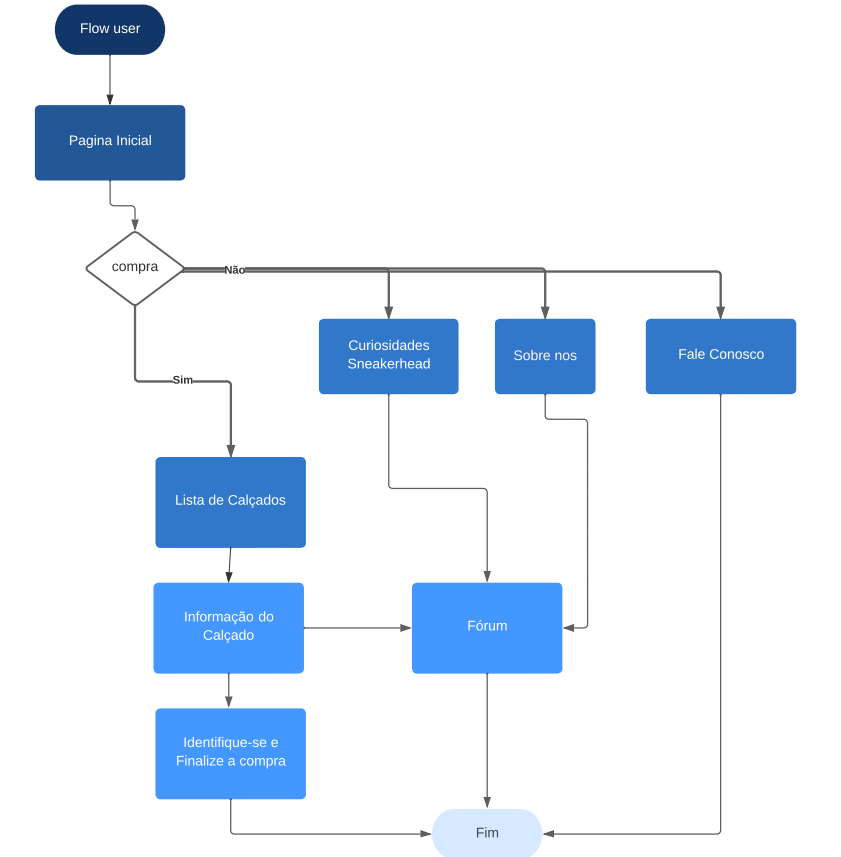 Flow user
Pagina Inicial
compra
Não
Curiosidades
Sneakerhead
Sobre nos
Fale Conosco
Sim
Lista de Calçados
Informação do
Calçado
Fórum
Identifique-se e
Finalize a compra
Fim